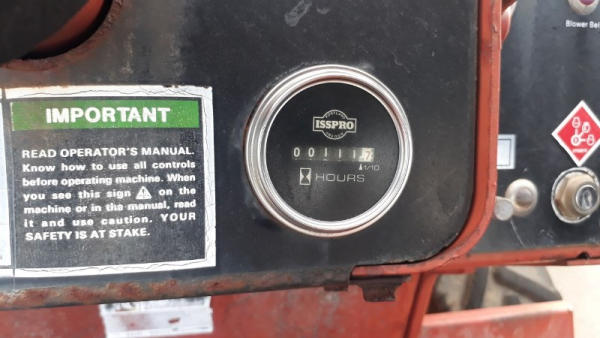 IMPORTANT
READ OPERATOR'S MANUAL.
Know how to use all controls
before operating machine. When
you see this sign on the
machine or in the manual, read
it and use caution. YOUR
SAFETY IS AT STAKE.
ISSPRO
1/10
HOURS
Blower Bel